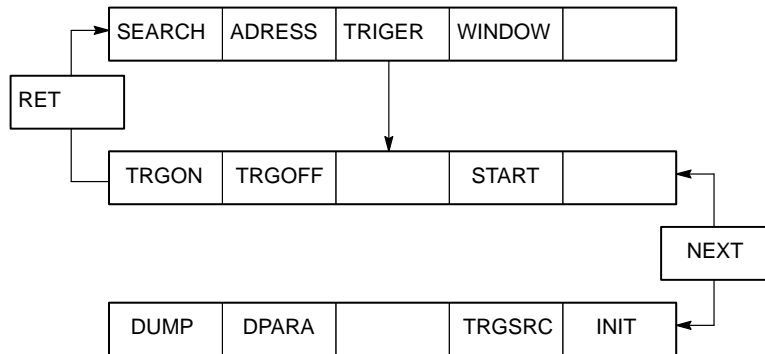 SEARCH ADRESS TRIGER WINDOW
RET
TRGON TRGOFF START
NEXT
DUMP DPARA TRGSRC INIT